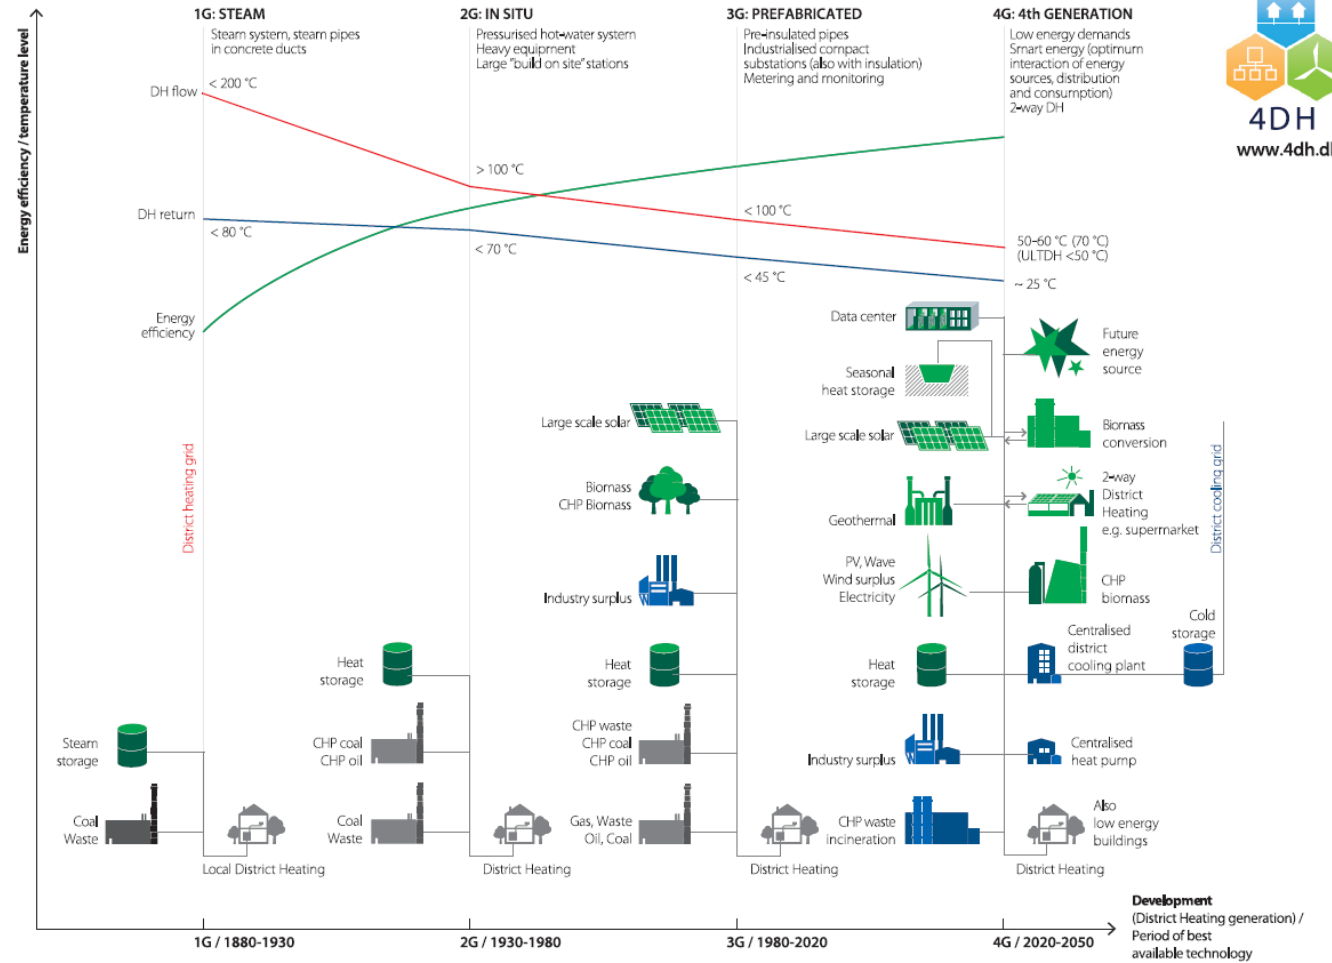 1G: STEAM
Steam system, steam pipes
in concrete ducts
2G: IN SITU
Pressurised hot-water system
Heavy equipment
Large "build on site" stations
3G: PREFABRICATED
Pre-insulated pipes
Industrialised compact
substations (also with insulation)
Metering and monitoring
4G: 4th GENERATION
Low energy demands
Smart energy (optimum
interaction of energy
sources, distribution
and consumption)
2-way DH
4DH
www.4dh.dk
Energy efficiency / temperature level
DH flow
< 200 °C
> 100 °C
< 100 °C
50-60 °C (70 °C)
(ULTDH <50 °C)
DH return
< 80 °C
< 70 °C
< 45 °C
~ 25 °C
Energy
efficiency
District heating grid
Data center
Future
energy
source
Seasonal
heat storage
Large scale solar
Large scale solar
Biomass
conversion
Biomass
CHP Biomass
Geothermal
2-way
District
Heating
e.g. supermarket
District cooling grid
Industry surplus
PV, Wave
Wind surplus
Electricity
CHP
biomass
Heat
storage
Heat
storage
Heat
storage
Centralised
district
cooling plant
Cold
storage
Steam
storage
CHP coal
CHP oil
CHP waste
CHP coal
CHP oil
Industry surplus
Centralised
heat pump
Coal
Waste
Coal
Waste
Gas, Waste
Oil, Coal
CHP waste
incineration
Also
low energy
buildings
Local District Heating
District Heating
District Heating
District Heating
1G / 1880-1930
2G / 1930-1980
3G / 1980-2020
4G / 2020-2050
Development
(District Heating generation) /
Period of best
available technology